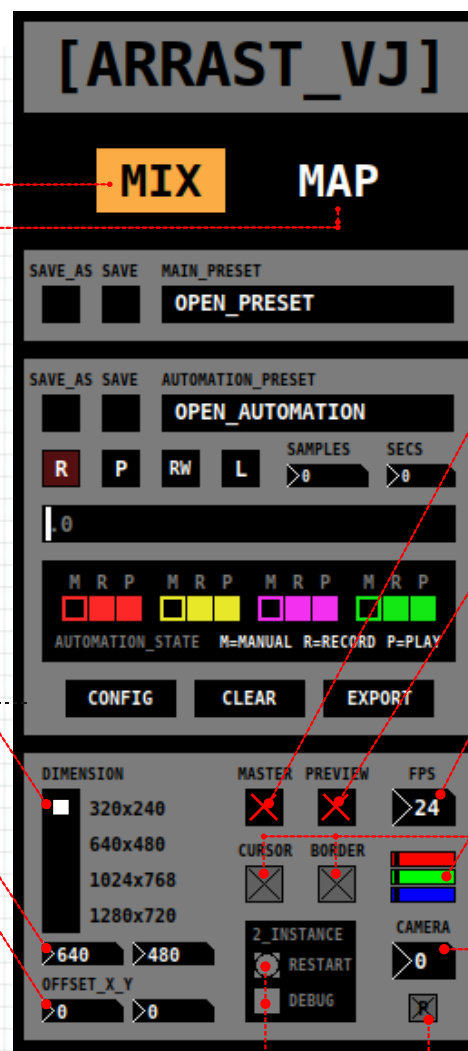 [ARRAST_VJ]
MIX MAP
SAVE_AS SAVE MAIN_PRESET
OPEN_PRESET
SAVE_AS SAVE AUTOMATION_PRESET
OPEN_AUTOMATION
SAMPLES SECS
R P RW L 0 0
.0
M R P M R P M R P M R P
AUTOMATION_STATE M=MANUAL R=RECORD P=PLAY
CONFIG CLEAR EXPORT
DIMENSION MASTER PREVIEW FPS
320x240 24
640x480
CURSOR BORDER
1024x768
1280x720
CAMERA
2_INSTANCE
640 480 0
RESTART
OFFSET_X_Y
DEBUG
0 0 R